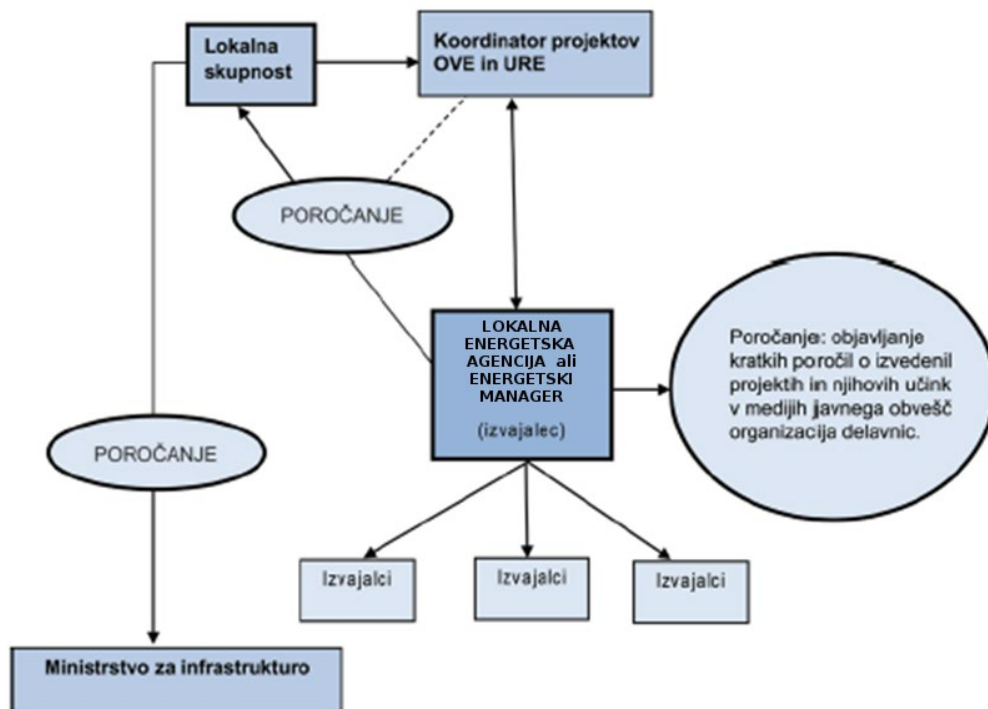 Lokalna
skupnost
Koordinator projektov
OVE in URE
POROČANJE
LOKALNA
ENERGETSKA
AGENCIJA ali
ENERGETSKI
MANAGER
(izvajalec)
Poročanje: objavljanje
kratkih poročil o izvedenil
projektih in njihovih učink
v medijih jjavnega obvešč
organizacija delavnic.
POROČANJE
Izvajalci
Izvajalci
Izvajalci
Ministrstvo za infrastrukturo